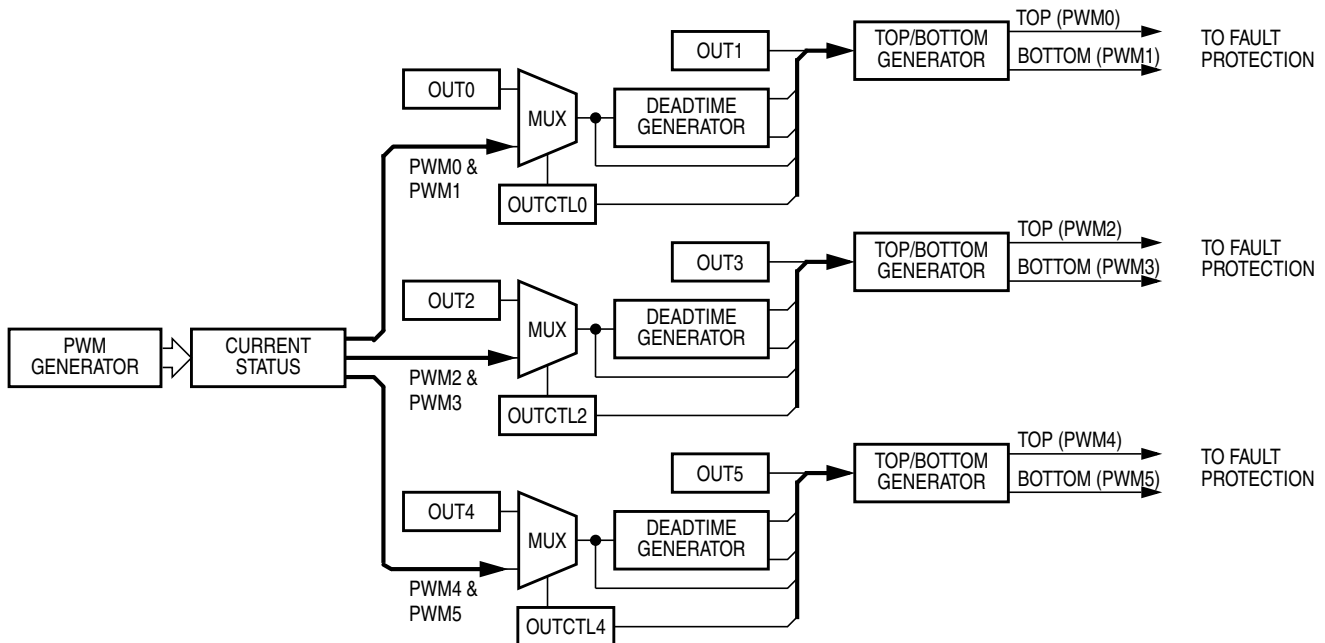 TOP (PWM0)
OUT1
TOP/BOTTOM
GENERATOR
BOTTOM (PWM1)
TO FAULT
PROTECTION
OUT0
MUX
DEADTIME
GENERATOR
PWM0 &
PWM1
OUTCTL0
TOP (PWM2)
OUT3
TOP/BOTTOM
GENERATOR
BOTTOM (PWM3)
TO FAULT
PROTECTION
OUT2
MUX
DEADTIME
GENERATOR
PWM
GENERATOR
CURRENT
STATUS
PWM2 &
PWM3
OUTCTL2
TOP (PWM4)
OUT5
TOP/BOTTOM
GENERATOR
BOTTOM (PWM5)
TO FAULT
PROTECTION
OUT4
MUX
DEADTIME
GENERATOR
PWM4 &
PWM5
OUTCTL4